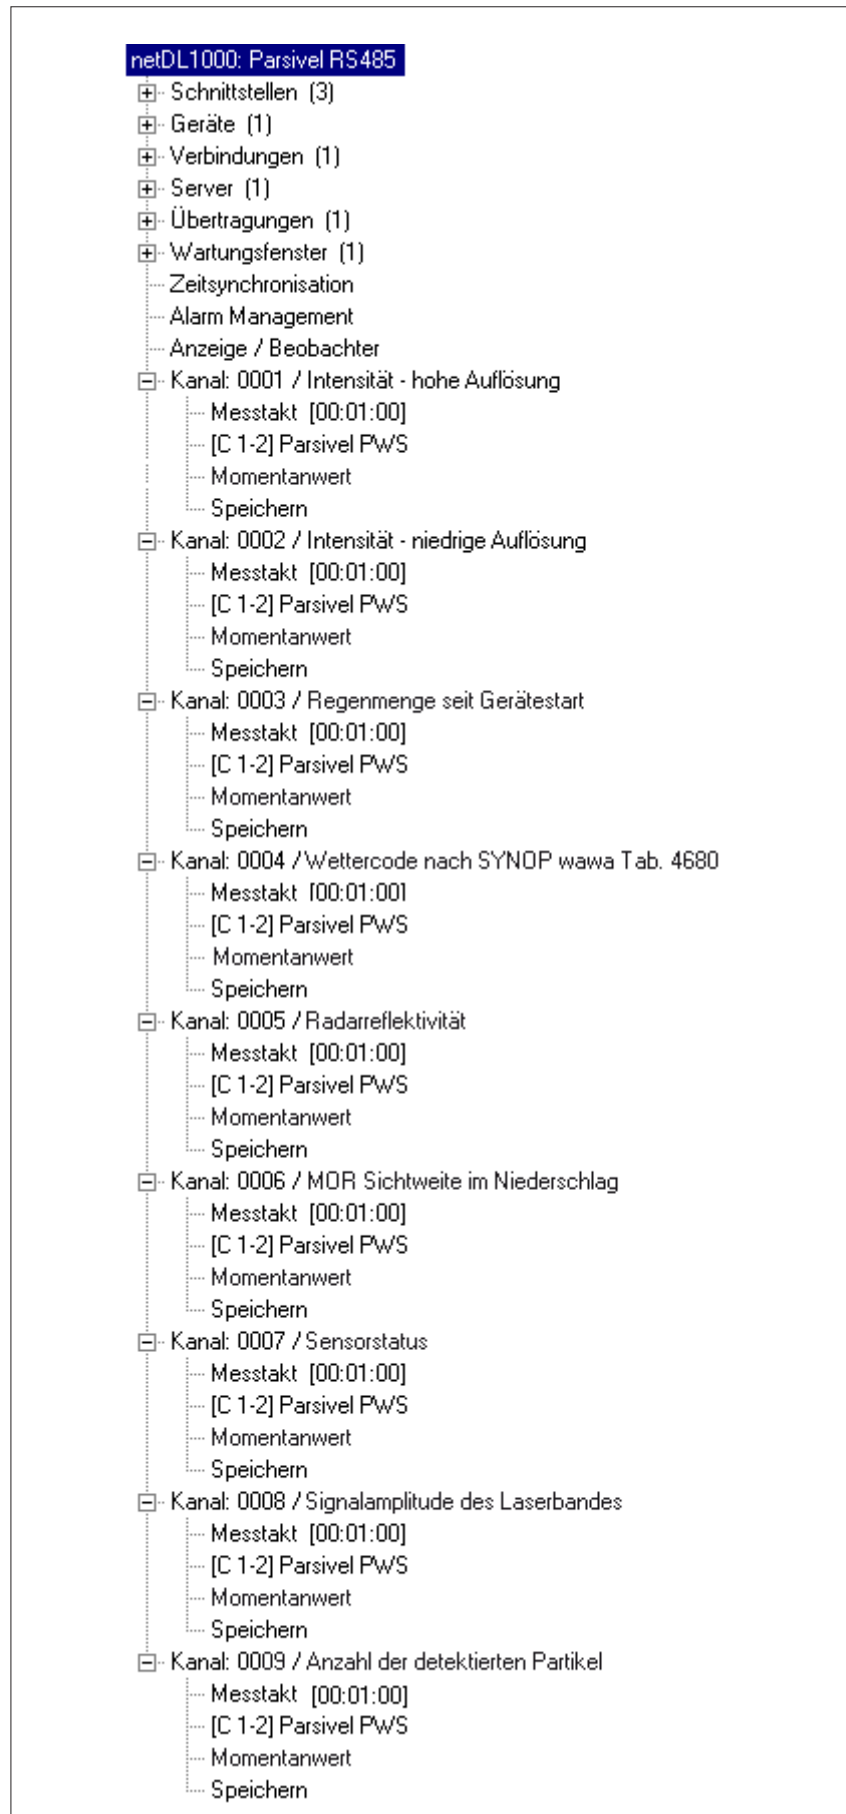 netDL1000: Parsivel RS485
Schnittstellen (3)
Geräte (1)
Verbindungen (1)
Server (1)
Übertragungen (1)
Wartungsfenster (1)
Zeitsynchronisation
Alarm Management
Anzeige / Beobachter
Kanal: 0001 / Intensität - hohe Auflösung
Messtakt [00:01:00]
[C 1-2] Parsivel PWS
Momentanwert
Speichern
Kanal: 0002 / Intensität - niedrige Auflösung
Messtakt [00:01:00]
[C 1-2] Parsivel PWS
Momentanwert
Speichern
Kanal: 0003 / Regenmenge seit Gerätestart
Messtakt [00:01:00]
[C 1-2] Parsivel PWS
Momentanwert
Speichern
Kanal: 0004 / Wettercode nach SYNOP wawa Tab. 4680
Messtakt [00:01:00]
[C 1-2] Parsivel PWS
Momentanwert
Speichern
Kanal: 0005 / Radarreflektivität
Messtakt [00:01:00]
[C 1-2] Parsivel PWS
Momentanwert
Speichern
Kanal: 0006 / MOR Sichtweite im Niederschlag
Messtakt [00:01:00]
[C 1-2] Parsivel PWS
Momentanwert
Speichern
Kanal: 0007 / Sensorstatus
Messtakt [00:01:00]
[C 1-2] Parsivel PWS
Momentanwert
Speichern
Kanal: 0008 / Signalamplitude des Laserbandes
Messtakt [00:01:00]
[C 1-2] Parsivel PWS
Momentanwert
Speichern
Kanal: 0009 / Anzahl der detektierten Partikel
Messtakt [00:01:00]
[C 1-2] Parsivel PWS
Momentanwert
Speichern